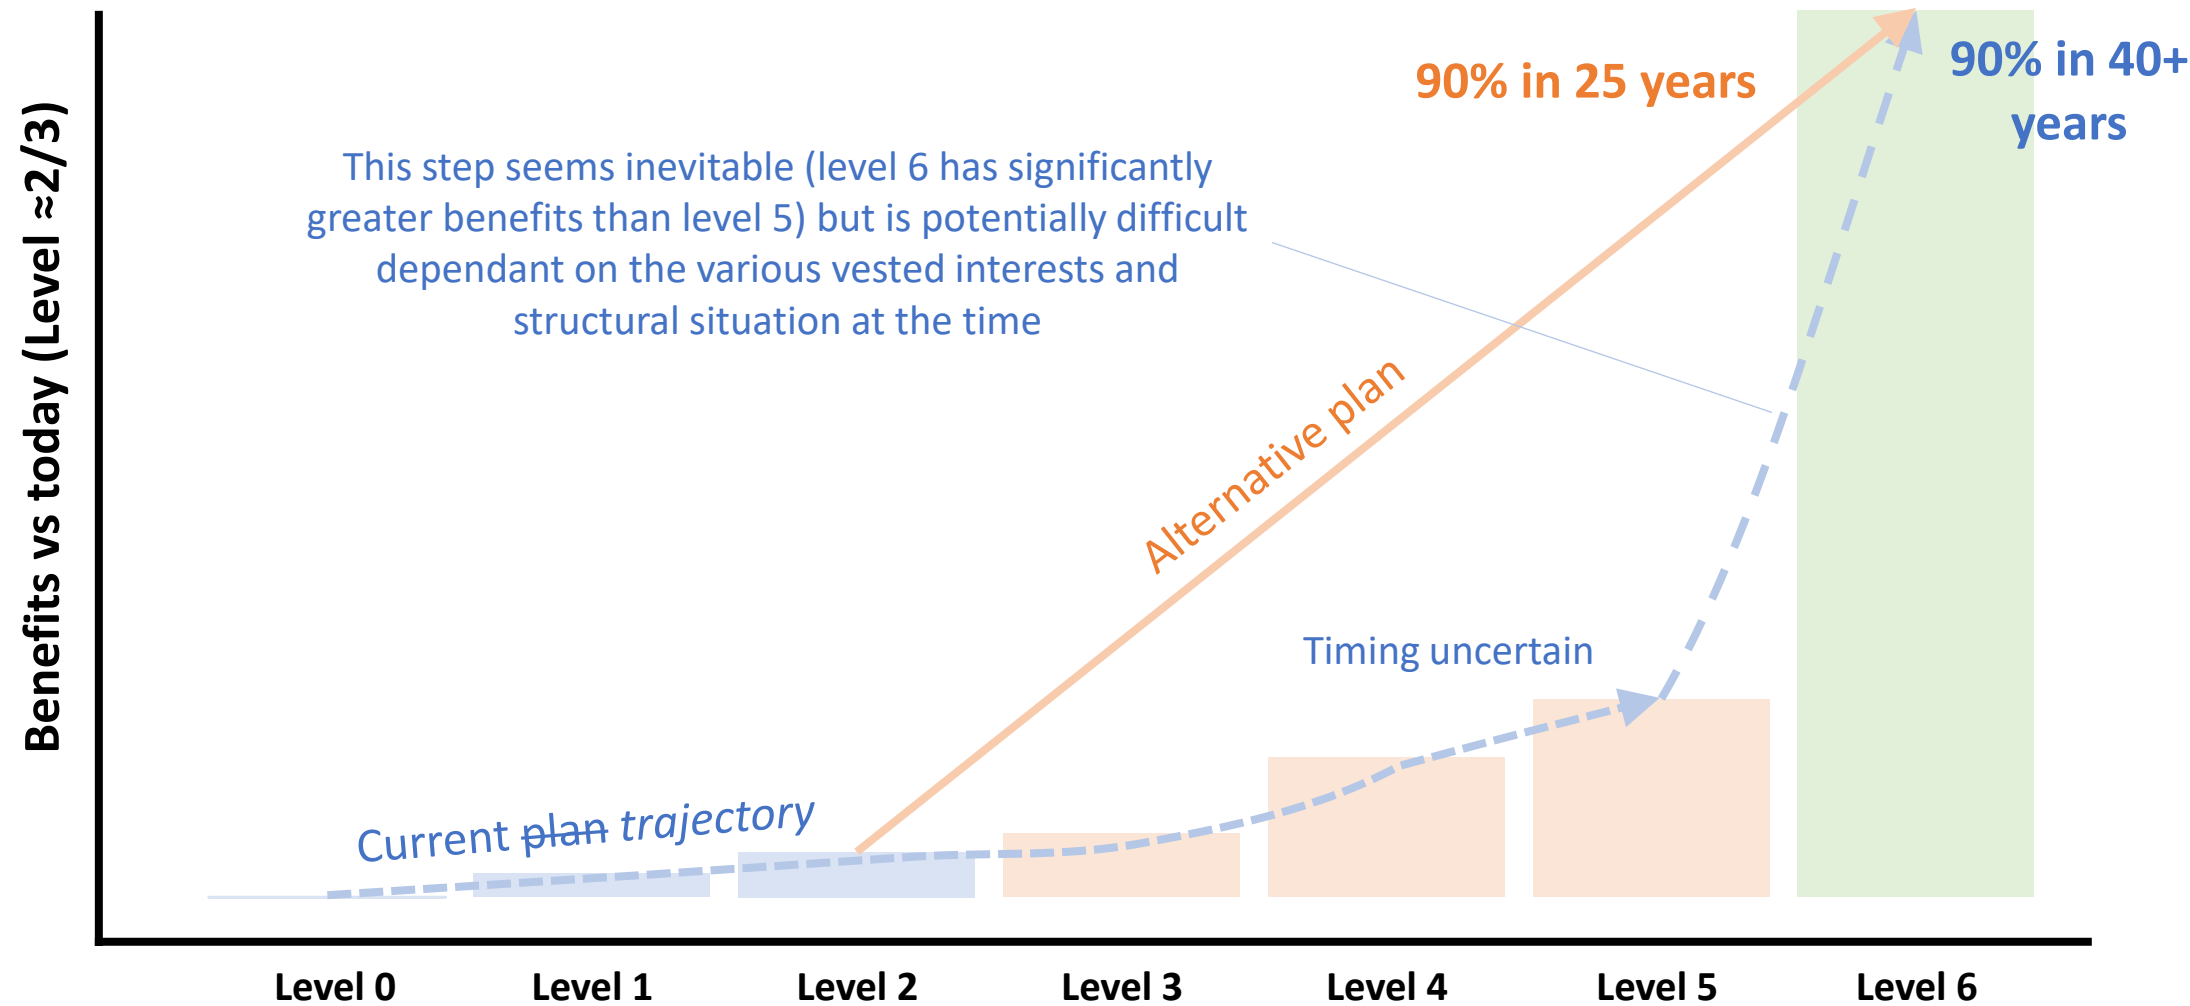 Benefits vs today (Level ≈2/3)
90% in 25 years
90% in 40+
years
This step seems inevitable (level 6 has significantly
greater benefits than level 5) but is potentially difficult
dependant on the various vested interests and
structural situation at the time
Alternative plan
Timing uncertain
Current plan trajectory
Level 0
Level 1
Level 2
Level 3
Level 4
Level 5
Level 6